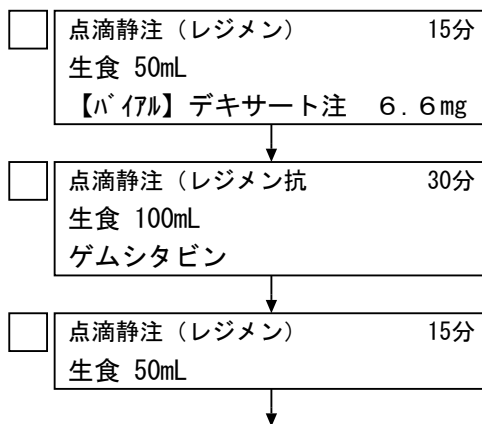 点滴静注（レジメン） 15分
生食 50mL
【ﾊﾞｲｱﾙ】デキサート注 ６．６mg
点滴静注（レジメン抗 30分
生食 100mL
ゲムシタビン
点滴静注（レジメン） 15分
生食 50mL